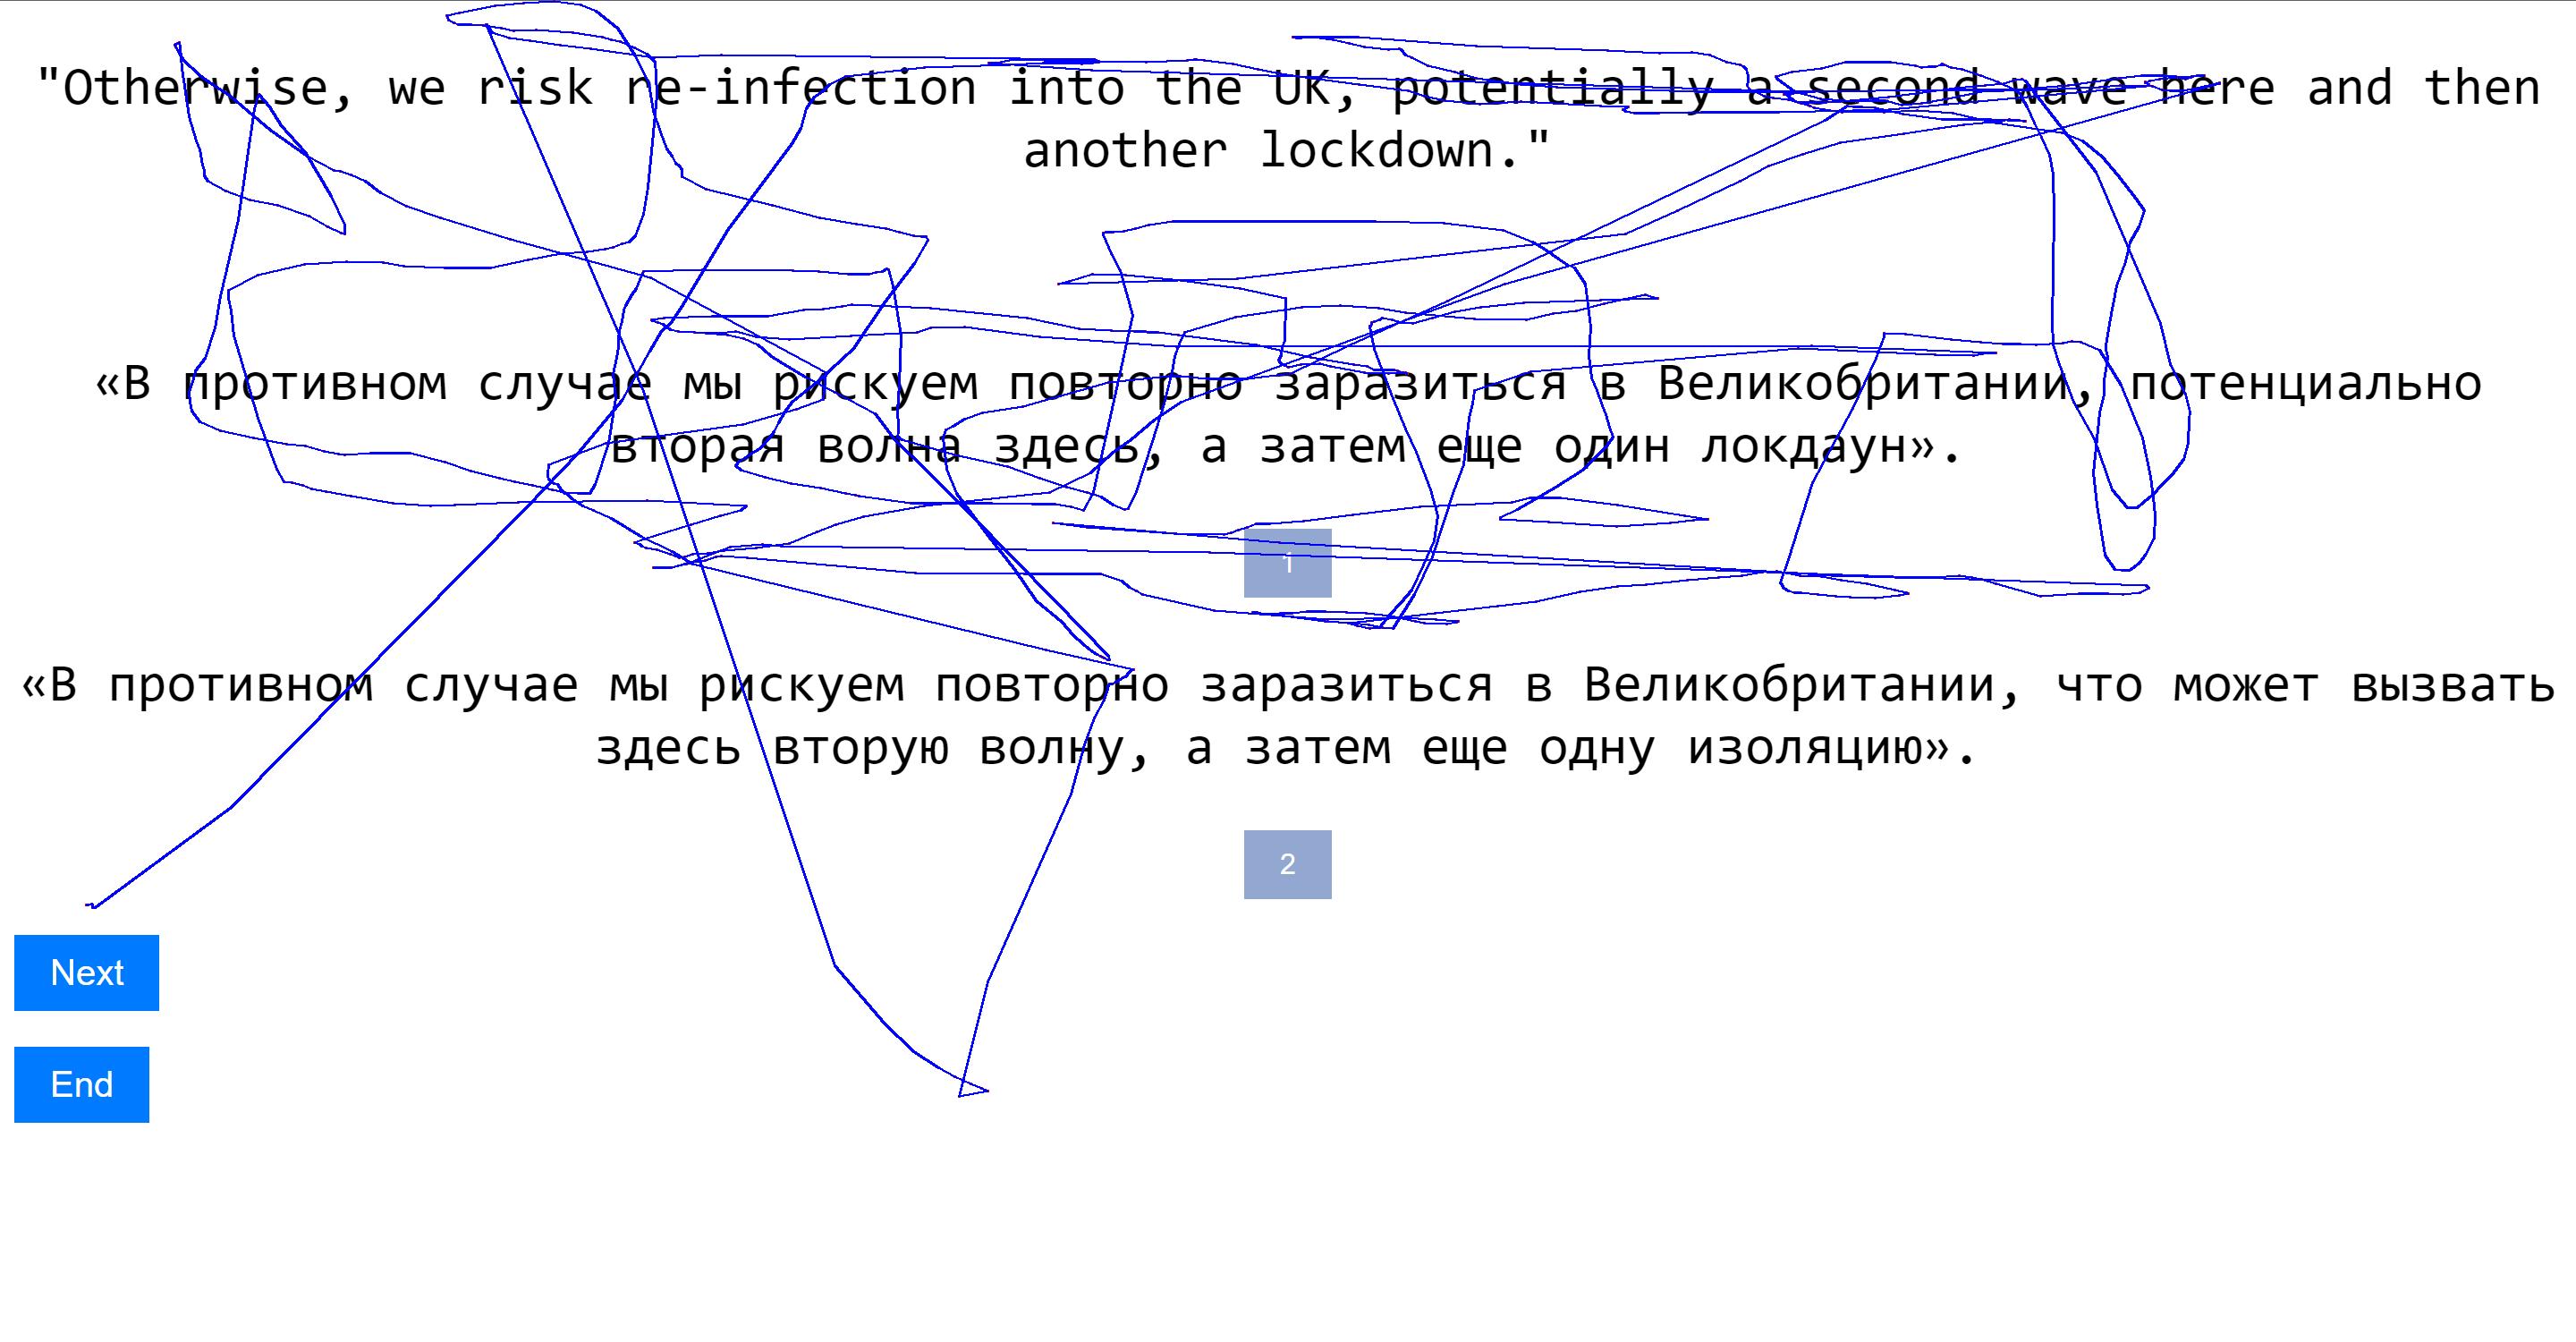 "Otherwise, we risk re-infection into the UK, potentially a second wave here and then
another lockdown."
«В противном случае мы рискуем повторно заразиться в Великобритании, потенциально
вторая волна здесь, а затем еще один локдаун».
1
«В противном случае мы рискуем повторно заразиться в Великобритании, что может вызвать
здесь вторую волну, а затем еще одну изоляцию».
2
Next
End